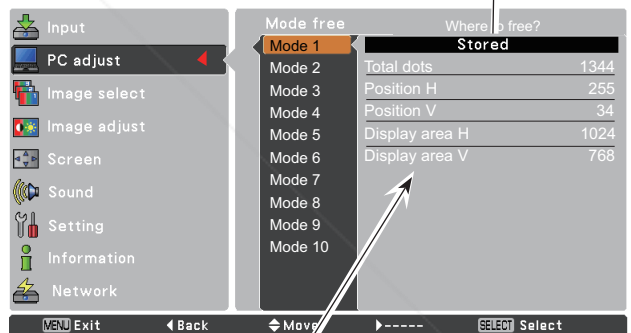 Input
PC adjust
Image select
Image adjust
Screen
Sound
Setting
Information
Network
Mode free
Mode 1
Mode 2
Mode 3
Mode 4
Mode 5
Mode 6
Mode 7
Mode 8
Mode 9
Mode 10
Where to free?
Stored
Total dots 1344
Position H 255
Position V 34
Display area H 1024
Display area V 768
MENU Exit Back Move ----- SELECT Select